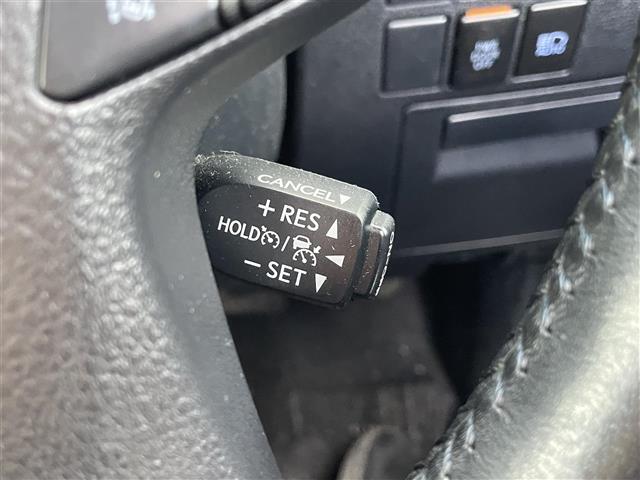 CANCEL▼
+ RES ▲
HOLD / ◀
− SET ▼